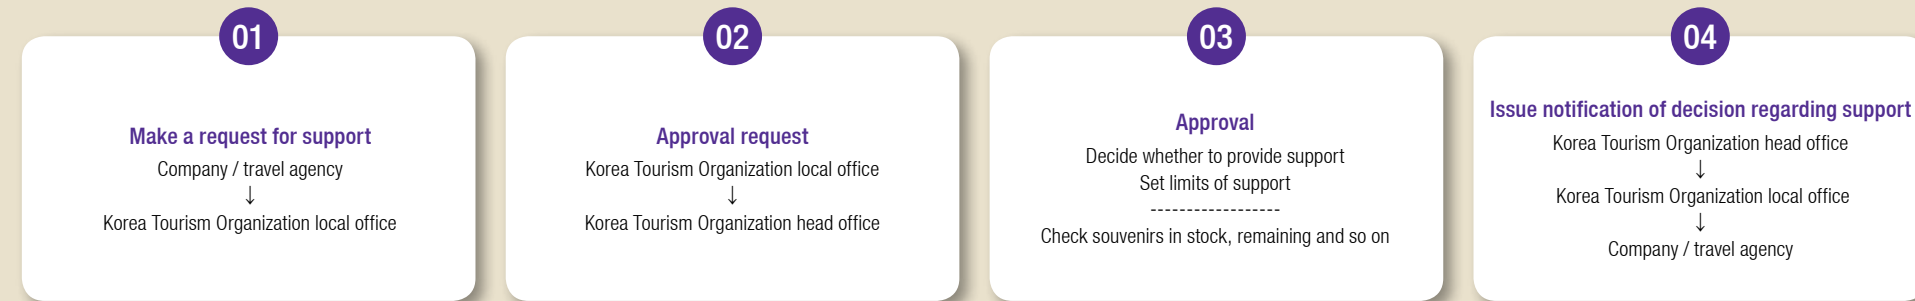 01
Make a request for support
Company / travel agency
↓
Korea Tourism Organization local office
02
Approval request
Korea Tourism Organization local office
↓
Korea Tourism Organization head office
03
Approval
Decide whether to provide support
Set limits of support
------------------
Check souvenirs in stock, remaining and so on
04
Issue notification of decision regarding support
Korea Tourism Organization head office
↓
Korea Tourism Organization local office
↓
Company / travel agency